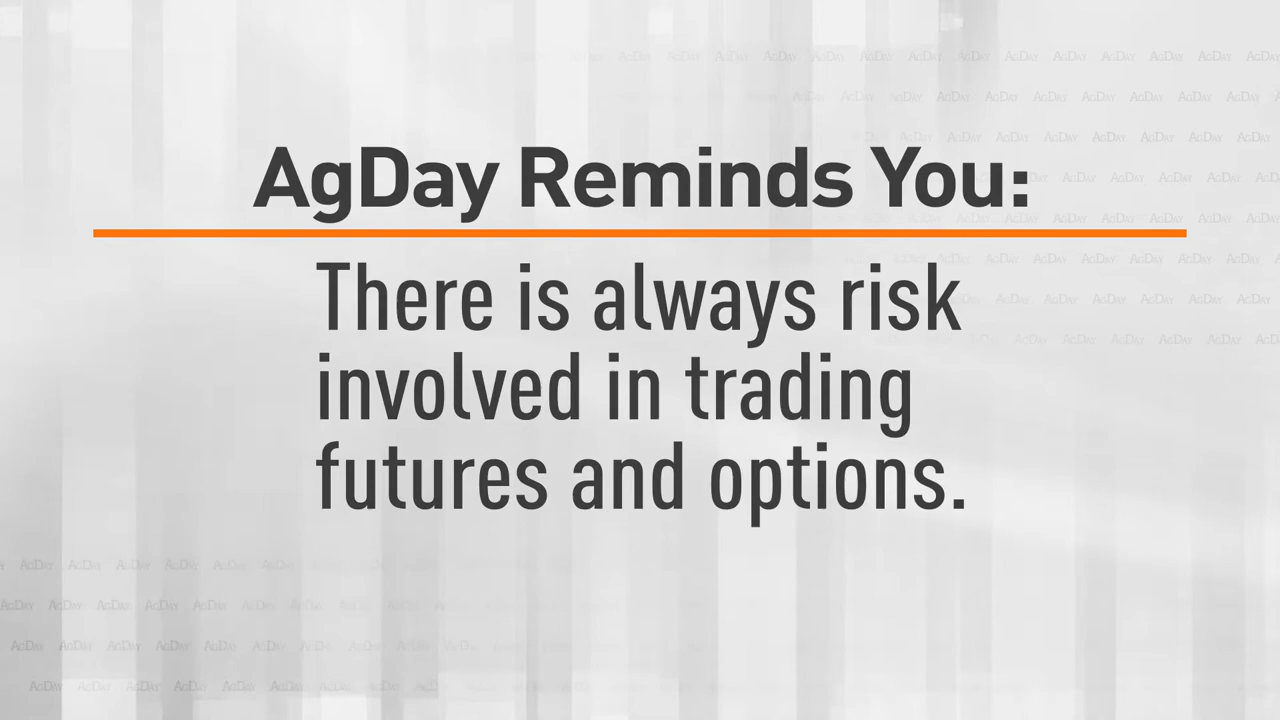 AgDay Reminds You:
There is always risk
involved in trading
futures and options.